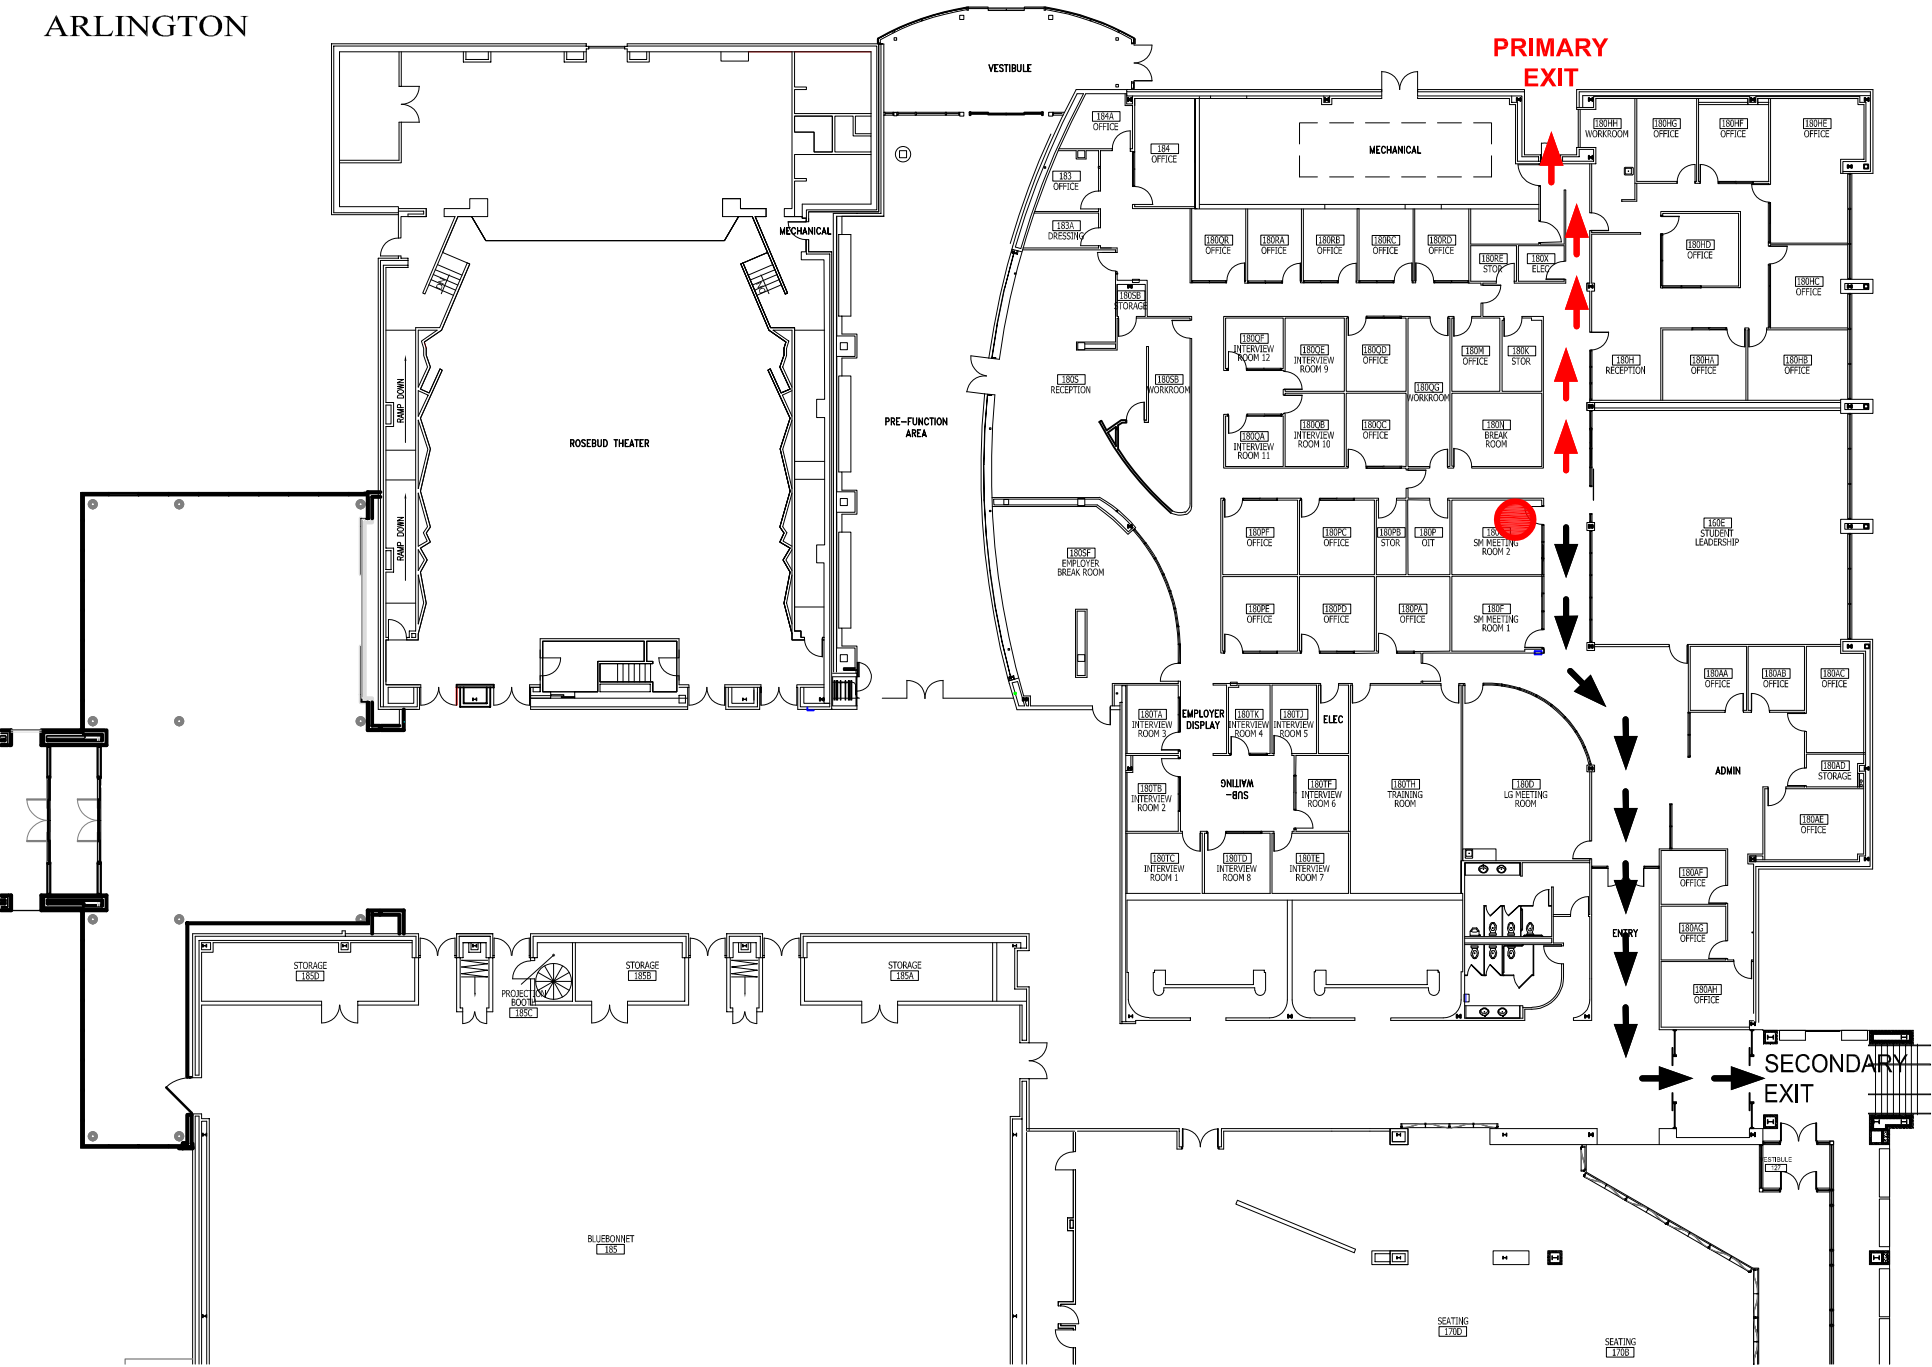 ARLINGTON
PRIMARY
EXIT
VESTIBULE
184A
OFFICE
184
OFFICE
MECHANICAL
180HH
WORKROOM
180HG
OFFICE
180HF
OFFICE
180HE
OFFICE
183
OFFICE
183A
DRESSING
MECHANICAL
180QR
OFFICE
180RA
OFFICE
180RB
OFFICE
180RC
OFFICE
180RD
OFFICE
180RE
STOR
180X
ELEC
180HD
OFFICE
180HC
OFFICE
180SB
STORAGE
180QF
INTERVIEW
ROOM 12
180QE
INTERVIEW
ROOM 9
180QD
OFFICE
180M
OFFICE
180K
STOR
180H
RECEPTION
180HA
OFFICE
180HB
OFFICE
180S
RECEPTION
180SB
WORKROOM
180QG
WORKROOM
RAMP DOWN
ROSEBUD THEATER
PRE-FUNCTION
AREA
180QA
INTERVIEW
ROOM 11
180QB
INTERVIEW
ROOM 10
180QC
OFFICE
180N
BREAK
ROOM
RAMP DOWN
180SF
EMPLOYER
BREAK ROOM
180PF
OFFICE
180PC
OFFICE
180PB
STOR
180P
OIT
SM MEETING
ROOM 2
160E
STUDENT
LEADERSHIP
180PE
OFFICE
180PD
OFFICE
180PA
OFFICE
180F
SM MEETING
ROOM 1
180AA
OFFICE
180AB
OFFICE
180AC
OFFICE
180TA
INTERVIEW
ROOM 3
EMPLOYER
DISPLAY
180TK
INTERVIEW
ROOM 4
180TJ
INTERVIEW
ROOM 5
ELEC
180TB
INTERVIEW
ROOM 2
SUB-
WAITING
180TF
INTERVIEW
ROOM 6
180TH
TRAINING
ROOM
180D
LG MEETING
ROOM
ADMIN
180AD
STORAGE
180AE
OFFICE
180TC
INTERVIEW
ROOM 1
180TD
INTERVIEW
ROOM 8
180TE
INTERVIEW
ROOM 7
180AF
OFFICE
ENTRY
180AG
OFFICE
180AH
OFFICE
STORAGE
185D
PROJECTION
BOOTH
185C
STORAGE
185B
STORAGE
185A
SECONDARY
EXIT
VESTIBULE
127
BLUEBONNET
185
SEATING
170D
SEATING
170B